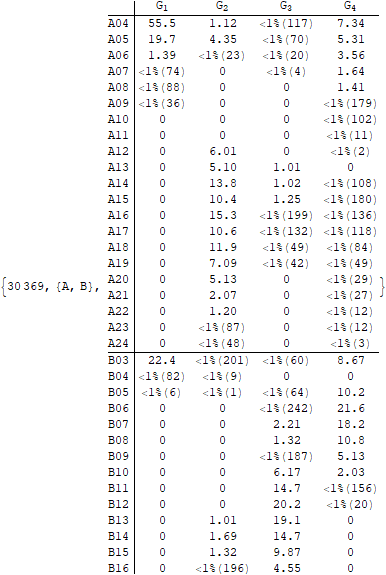 G1 G2 G3 G4
A04 55.5 1.12 <1%(117) 7.34
A05 19.7 4.35 <1%(70) 5.31
A06 1.39 <1%(23) <1%(20) 3.56
A07 <1%(74) 0 <1%(4) 1.64
A08 <1%(88) 0 0 1.41
A09 <1%(36) 0 0 <1%(179)
A10 0 0 0 <1%(102)
A11 0 0 0 <1%(11)
A12 0 6.01 0 <1%(2)
A13 0 5.10 1.01 0
A14 0 13.8 1.02 <1%(108)
A15 0 10.4 1.25 <1%(180)
A16 0 15.3 <1%(199) <1%(136)
A17 0 10.6 <1%(132) <1%(118)
A18 0 11.9 <1%(49) <1%(84)
A19 0 7.09 <1%(42) <1%(49)
{30369, {A, B}, A20 0 5.13 0 <1%(29) }
A21 0 2.07 0 <1%(27)
A22 0 1.20 0 <1%(12)
A23 0 <1%(87) 0 <1%(12)
A24 0 <1%(48) 0 <1%(3)
B03 22.4 <1%(201) <1%(60) 8.67
B04 <1%(82) <1%(9) 0 0
B05 <1%(6) <1%(1) <1%(64) 10.2
B06 0 0 <1%(242) 21.6
B07 0 0 2.21 18.2
B08 0 0 1.32 10.8
B09 0 0 <1%(187) 5.13
B10 0 0 6.17 2.03
B11 0 0 14.7 <1%(156)
B12 0 0 20.2 <1%(20)
B13 0 1.01 19.1 0
B14 0 1.69 14.7 0
B15 0 1.32 9.87 0
B16 0 <1%(196) 4.55 0